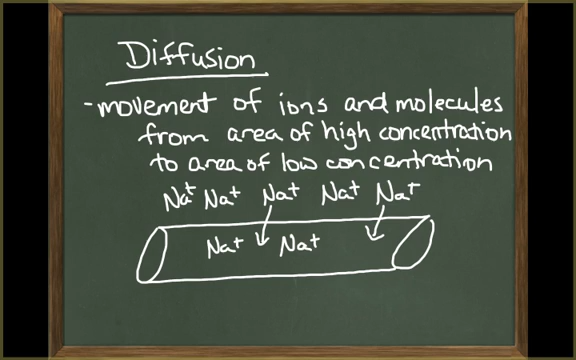 Diffusion
- movement of ions and molecules
from area of high concentration
to area of low concentration
Na⁺ Na⁺ Na⁺ Na⁺ Na⁺
Na⁺ Na⁺